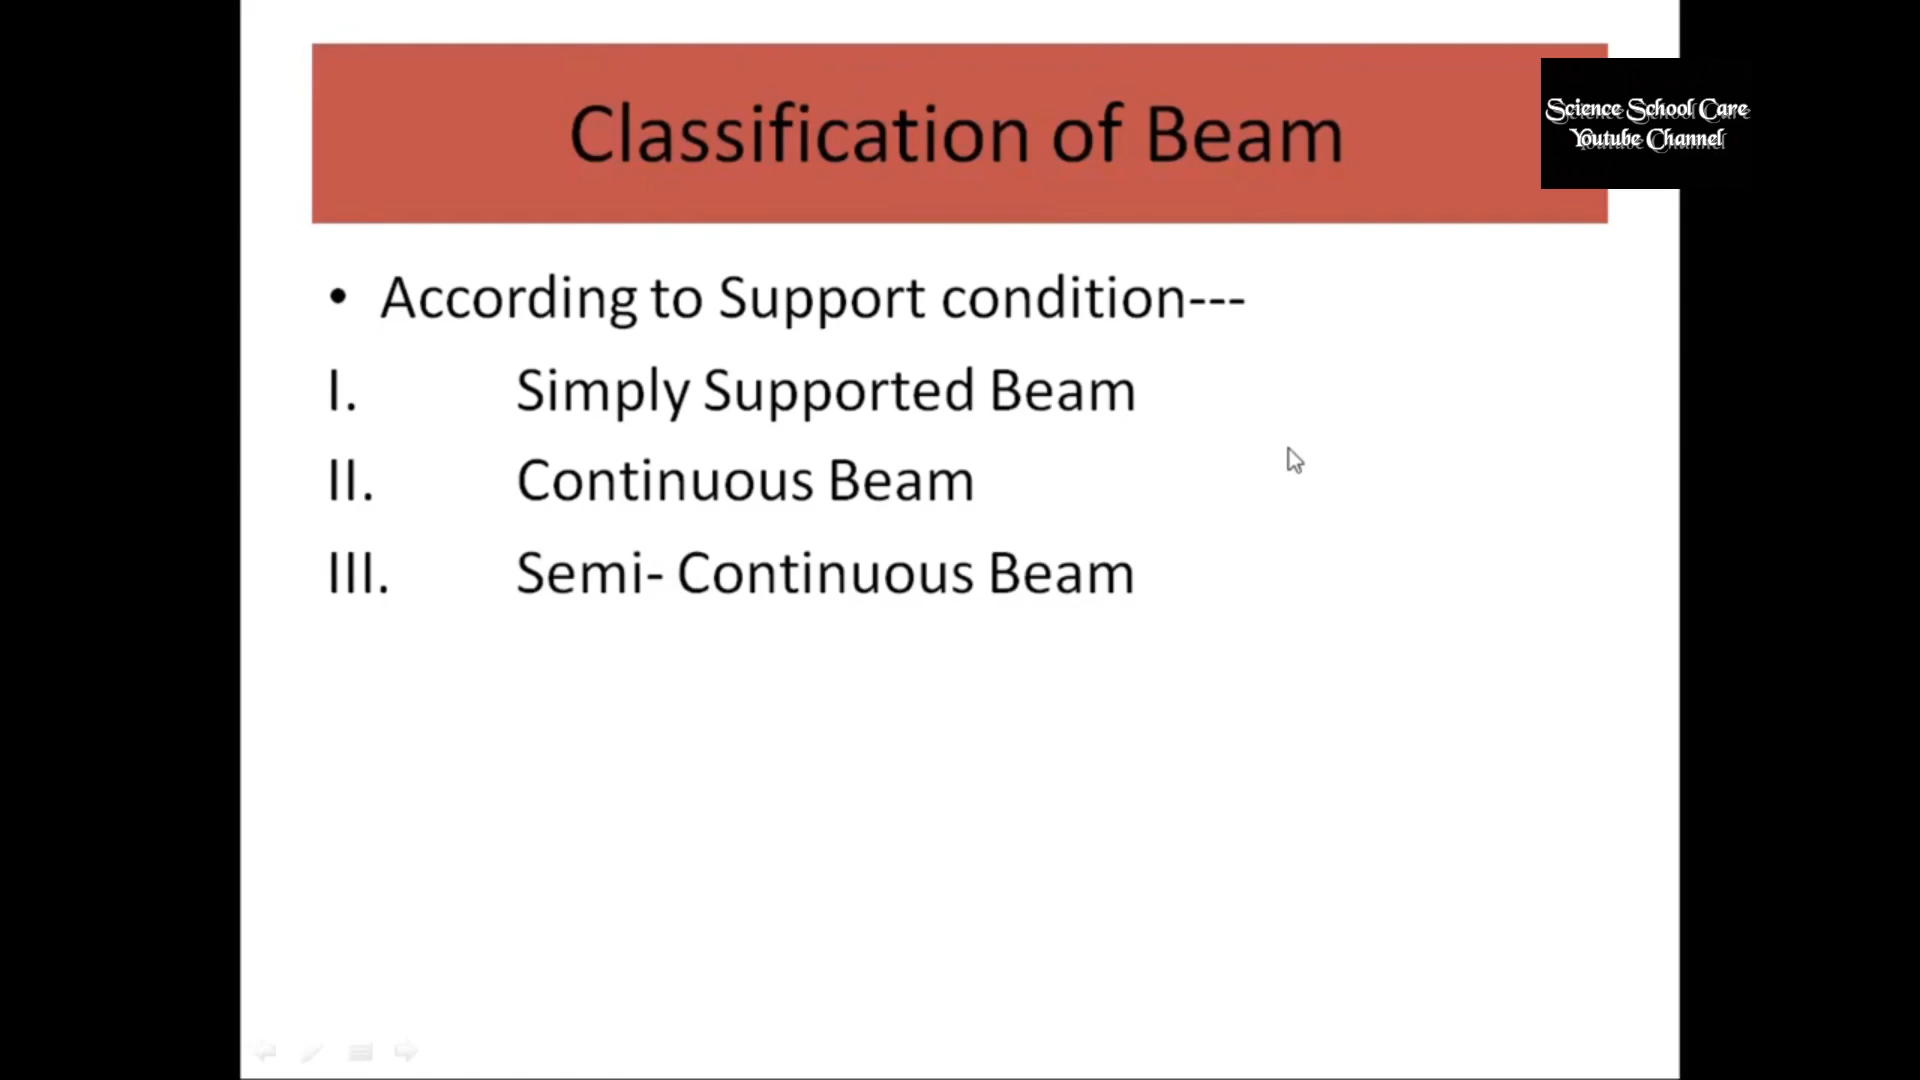 Classification of Beam
Science School Care
Youtube Channel
• According to Support condition---
I. Simply Supported Beam
II. Continuous Beam
III. Semi- Continuous Beam